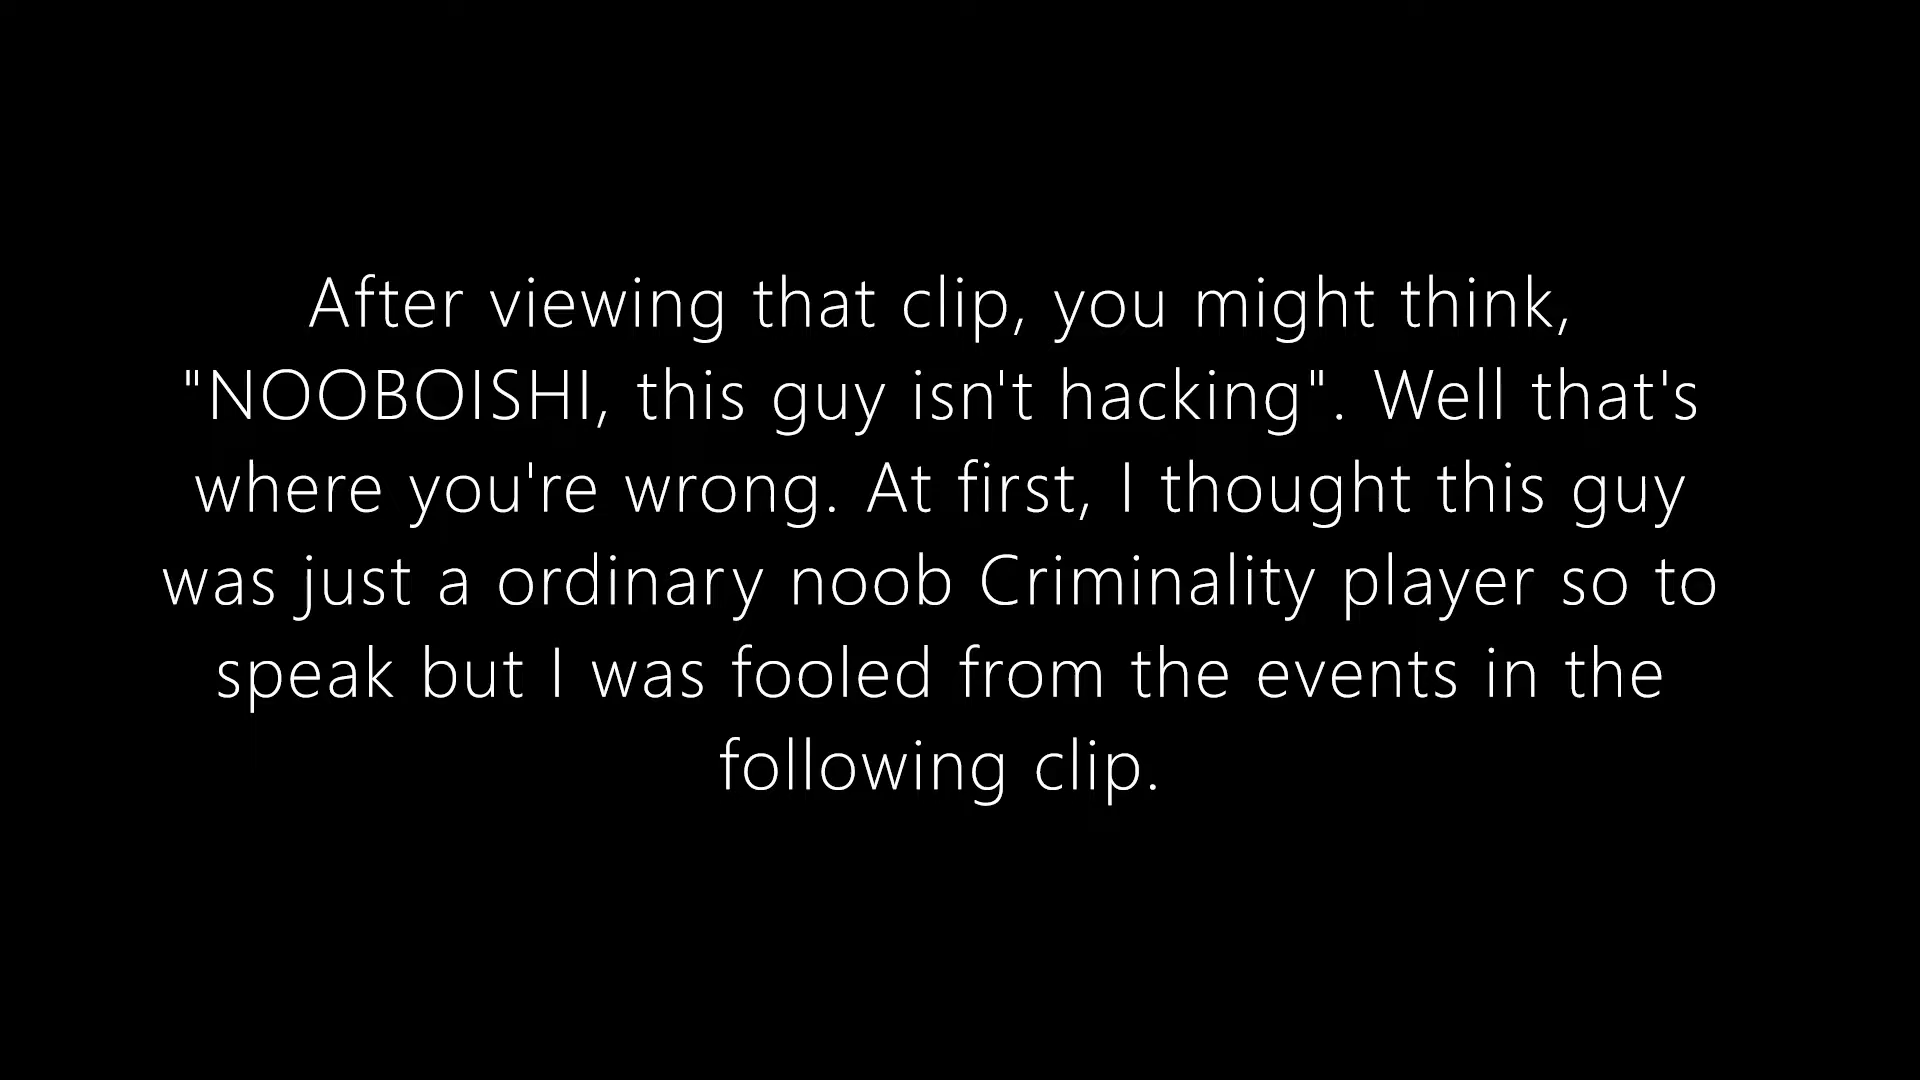 After viewing that clip, you might think,
"NOOBOISHI, this guy isn't hacking". Well that's
where you're wrong. At first, I thought this guy
was just a ordinary noob Criminality player so to
speak but I was fooled from the events in the
following clip.